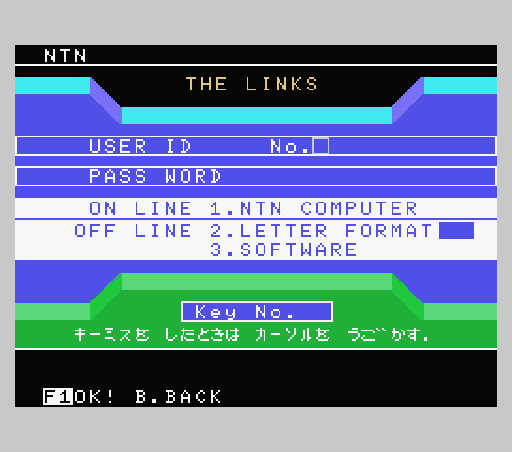 NTN
THE LINKS
USER ID No.
PASS WORD
ON LINE 1.NTN COMPUTER
OFF LINE 2.LETTER FORMAT
3.SOFTWARE
Key No.
キーミスを したときは カーソルを うごかす.
F1OK! B.BACK